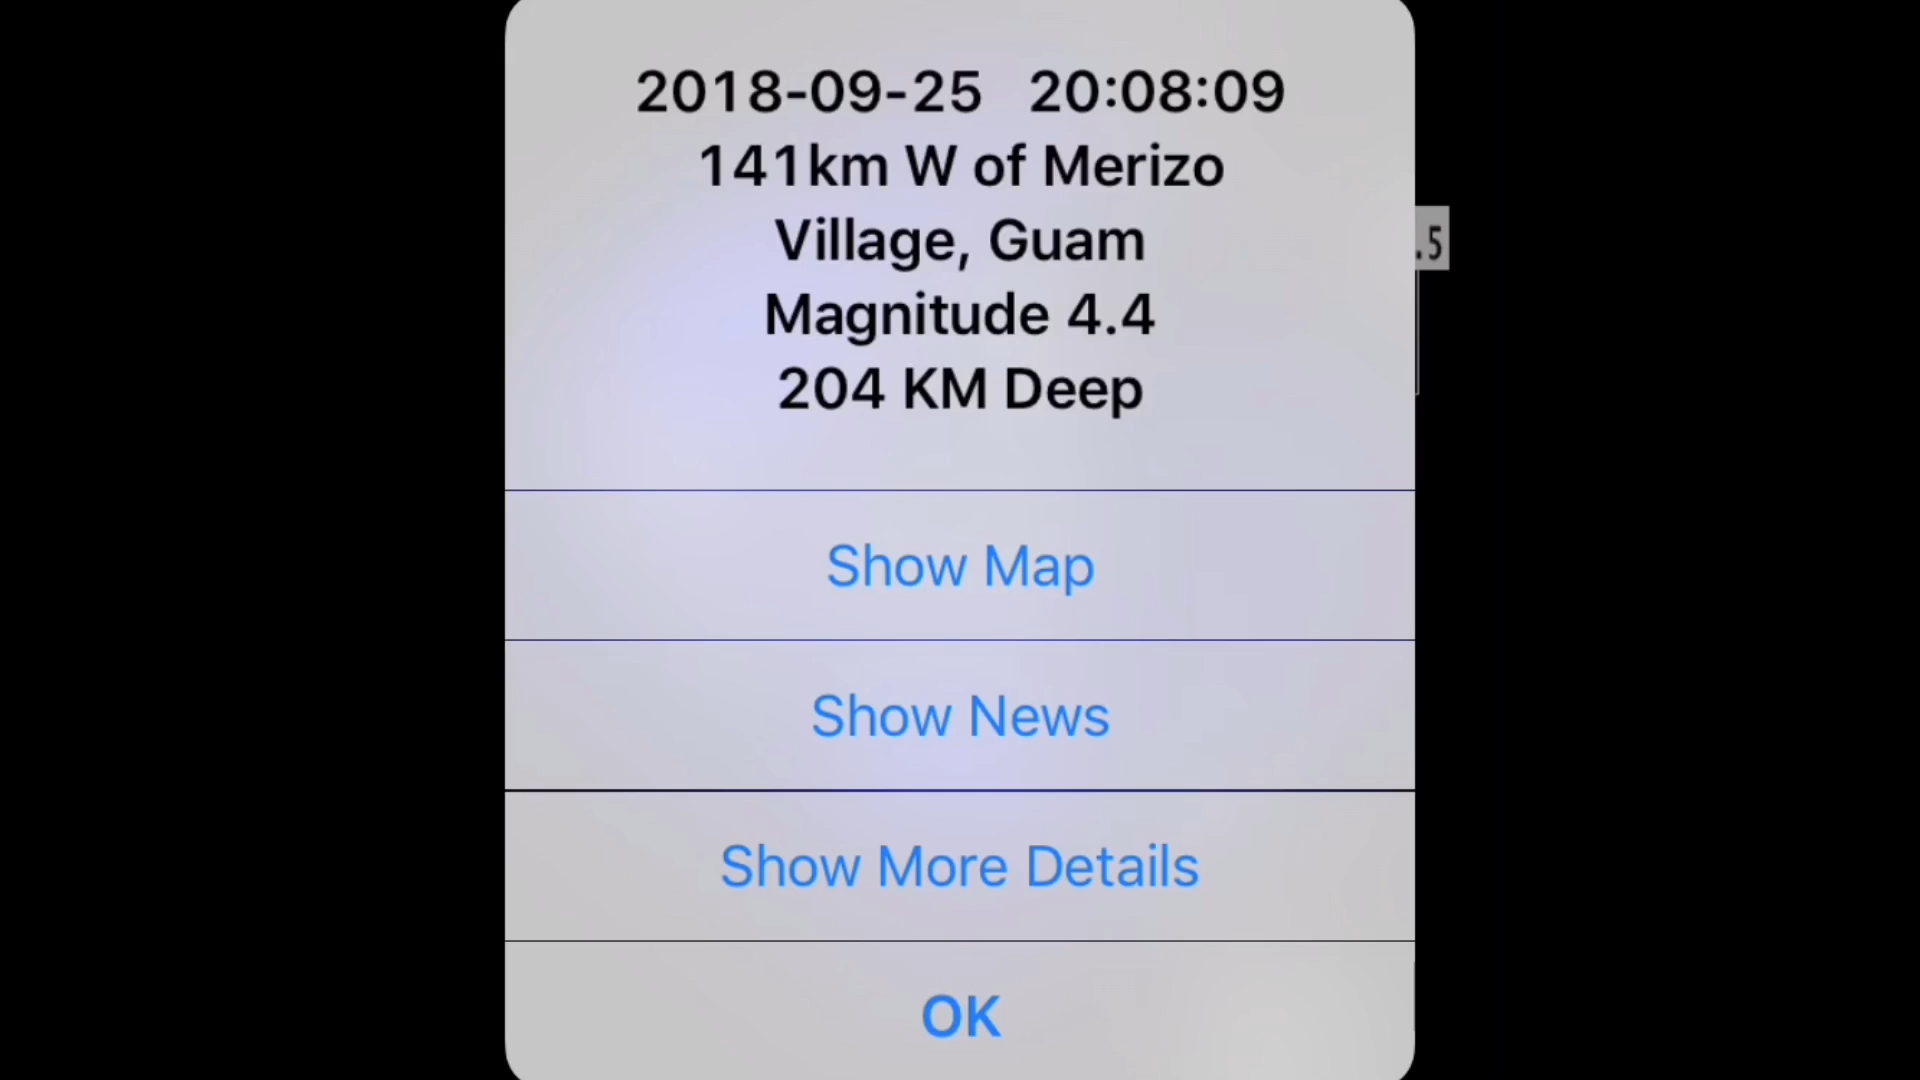 2018-09-25 20:08:09
141km W of Merizo
Village, Guam
Magnitude 4.4
204 KM Deep
.5
Show Map
Show News
Show More Details
OK